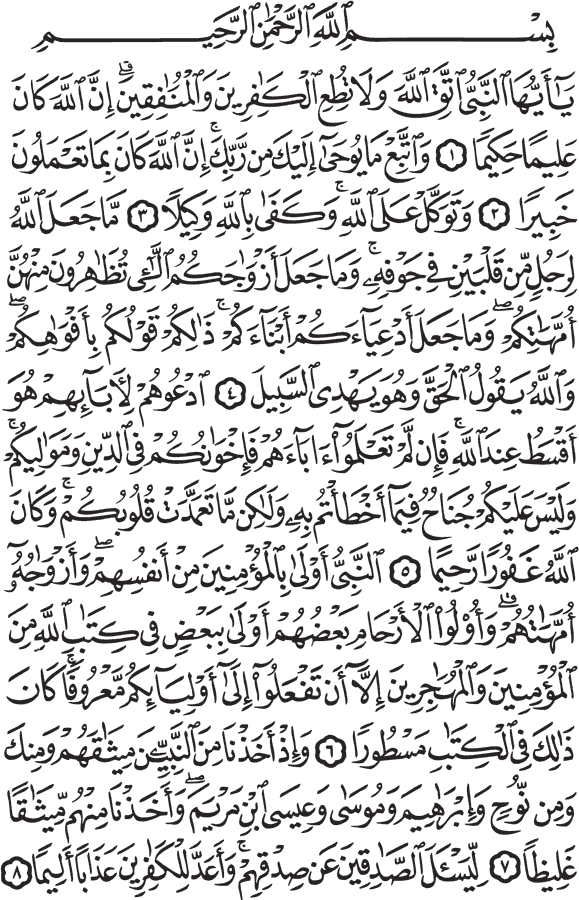 بِسْمِ ٱللَّهِ ٱلرَّحْمَٰنِ ٱلرَّحِيمِ
يَـٰٓأَيُّهَا ٱلنَّبِىُّ ٱتَّقِ ٱللَّهَ وَلَا تُطِعِ ٱلْكَـٰفِرِينَ وَٱلْمُنَـٰفِقِينَ ۗ إِنَّ ٱللَّهَ كَانَ
عَلِيمًا حَكِيمًا ١ وَٱتَّبِعْ مَا يُوحَىٰٓ إِلَيْكَ مِن رَّبِّكَ ۚ إِنَّ ٱللَّهَ كَانَ بِمَا تَعْمَلُونَ
خَبِيرًا ٢ وَتَوَكَّلْ عَلَى ٱللَّهِ ۚ وَكَفَىٰ بِٱللَّهِ وَكِيلًا ٣ مَّا جَعَلَ ٱللَّهُ
لِرَجُلٍ مِّن قَلْبَيْنِ فِى جَوْفِهِۦ ۚ وَمَا جَعَلَ أَزْوَٰجَكُمُ ٱلَّـٰٓـِٔى تُظَـٰهِرُونَ مِنْهُنَّ
أُمَّهَـٰتِكُمْ ۚ وَمَا جَعَلَ أَدْعِيَآءَكُمْ أَبْنَآءَكُمْ ۚ ذَٰلِكُمْ قَوْلُكُم بِأَفْوَٰهِكُمْ ۖ
وَٱللَّهُ يَقُولُ ٱلْحَقَّ وَهُوَ يَهْدِى ٱلسَّبِيلَ ٤ ٱدْعُوهُمْ لِـَٔابَآئِهِمْ هُوَ
أَقْسَطُ عِندَ ٱللَّهِ ۚ فَإِن لَّمْ تَعْلَمُوٓا۟ ءَابَآءَهُمْ فَإِخْوَٰنُكُمْ فِى ٱلدِّينِ وَمَوَٰلِيكُمْ ۚ
وَلَيْسَ عَلَيْكُمْ جُنَاحٌ فِيمَآ أَخْطَأْتُم بِهِۦ وَلَـٰكِن مَّا تَعَمَّدَتْ قُلُوبُكُمْ ۚ وَكَانَ
ٱللَّهُ غَفُورًا رَّحِيمًا ٥ ٱلنَّبِىُّ أَوْلَىٰ بِٱلْمُؤْمِنِينَ مِنْ أَنفُسِهِمْ ۖ وَأَزْوَٰجُهُۥٓ
أُمَّهَـٰتُهُمْ ۗ وَأُو۟لُوا۟ ٱلْأَرْحَامِ بَعْضُهُمْ أَوْلَىٰ بِبَعْضٍ فِى كِتَـٰبِ ٱللَّهِ مِنَ
ٱلْمُؤْمِنِينَ وَٱلْمُهَـٰجِرِينَ إِلَّآ أَن تَفْعَلُوٓا۟ إِلَىٰٓ أَوْلِيَآئِكُم مَّعْرُوفًا ۚ كَانَ
ذَٰلِكَ فِى ٱلْكِتَـٰبِ مَسْطُورًا ٦ وَإِذْ أَخَذْنَا مِنَ ٱلنَّبِيِّـۧنَ مِيثَـٰقَهُمْ وَمِنكَ
وَمِن نُّوحٍ وَإِبْرَٰهِيمَ وَمُوسَىٰ وَعِيسَى ٱبْنِ مَرْيَمَ ۖ وَأَخَذْنَا مِنْهُم مِّيثَـٰقًا
غَلِيظًا ٧ لِّيَسْـَٔلَ ٱلصَّـٰدِقِينَ عَن صِدْقِهِمْ ۚ وَأَعَدَّ لِلْكَـٰفِرِينَ عَذَابًا أَلِيمًا ٨